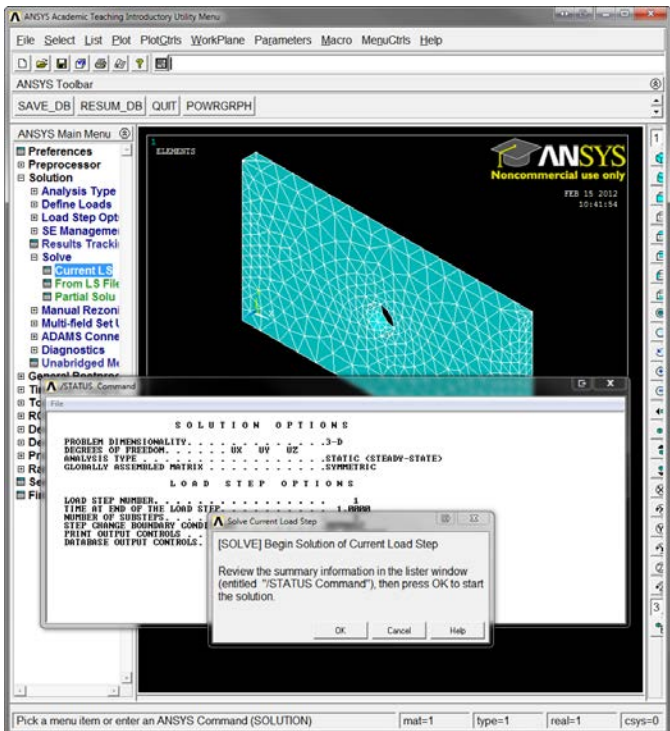 ANSYS Academic Teaching Introductory Utility Menu
File Select List Plot PlotCtrls WorkPlane Parameters Macro MenuCtrls Help
ANSYS Toolbar
SAVE_DB RESUM_DB QUIT POWRGRPH
ANSYS Main Menu
Preferences
Preprocessor
Solution
Analysis Type
Define Loads
Load Step Opt
SE Manageme
Results Tracki
Solve
Current LS
From LS File
Partial Solu
Manual Rezoni
Multi-field Set U
ADAMS Conne
Diagnostics
Unabridged Me
1
ELEMENTS
ANSYS
Noncommercial use only
FEB 15 2012
10:41:54
/STATUS Command
File
SOLUTION OPTIONS
PROBLEM DIMENSIONALITY. . . . . . . . . . . . .3-D
DEGREES OF FREEDOM. . . . . . UX UY UZ
ANALYSIS TYPE . . . . . . . . . . . . . . . . .STATIC (STEADY-STATE)
GLOBALLY ASSEMBLED MATRIX . . . . . . . . . . .SYMMETRIC
LOAD STEP OPTIONS
LOAD STEP NUMBER. . . . . . . . . . . . . . . . 1
TIME AT END OF THE LOAD STEP. . . . . . . . . . 1.0000
NUMBER OF SUBSTEPS. . . .
STEP CHANGE BOUNDARY CONDI
PRINT OUTPUT CONTROLS . .
DATABASE OUTPUT CONTROLS.
Solve Current Load Step
[SOLVE] Begin Solution of Current Load Step
Review the summary information in the lister window
(entitled "/STATUS Command"), then press OK to start
the solution.
OK Cancel Help
1
3
Pick a menu item or enter an ANSYS Command (SOLUTION) mat=1 type=1 real=1 csys=0